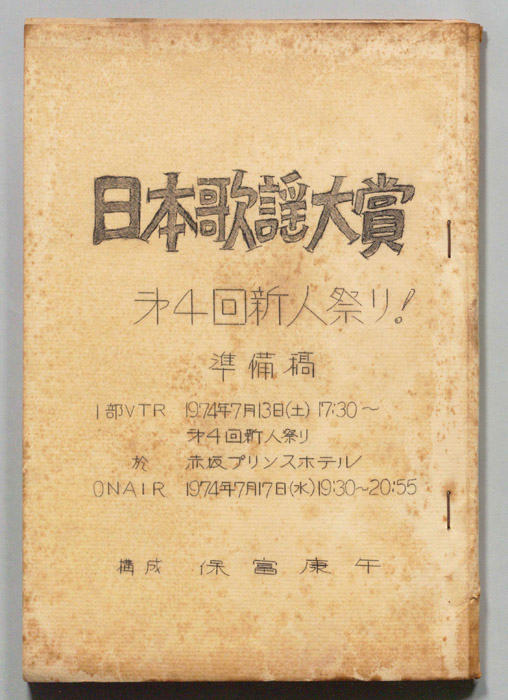 日本歌謡大賞
第4回新人祭り!
準備稿
1部VTR 1974年7月13日(土) 17:30〜
第4回新人祭り
於 赤坂プリンスホテル
ONAIR 1974年7月17日(水)19:30〜20:55
構成 保富康午